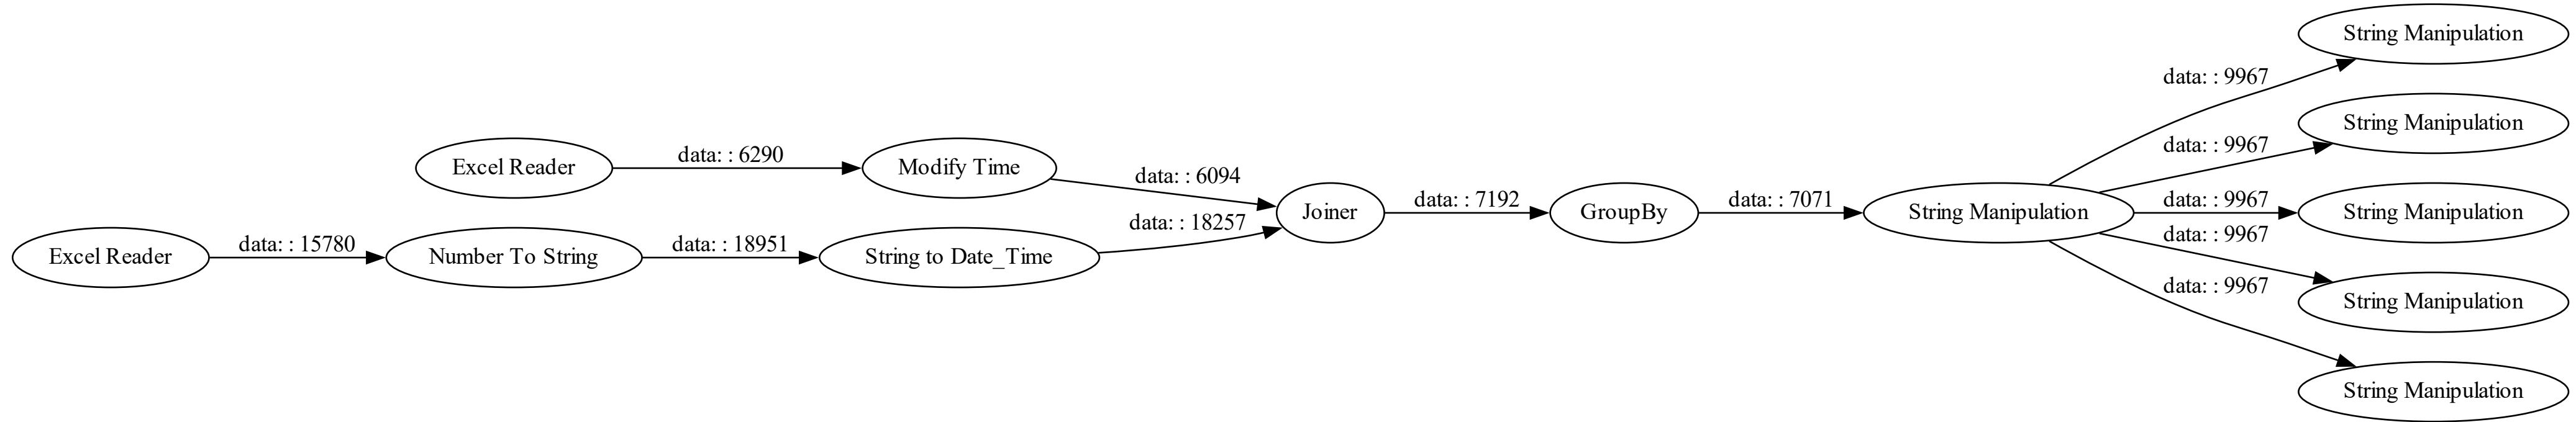 Excel Reader
data: : 15780
Number To String
data: : 18951
String to Date_Time
data: : 18257
Excel Reader
data: : 6290
Modify Time
data: : 6094
Joiner
data: : 7192
GroupBy
data: : 7071
String Manipulation
data: : 9967
String Manipulation
data: : 9967
String Manipulation
data: : 9967
String Manipulation
data: : 9967
String Manipulation
data: : 9967
String Manipulation